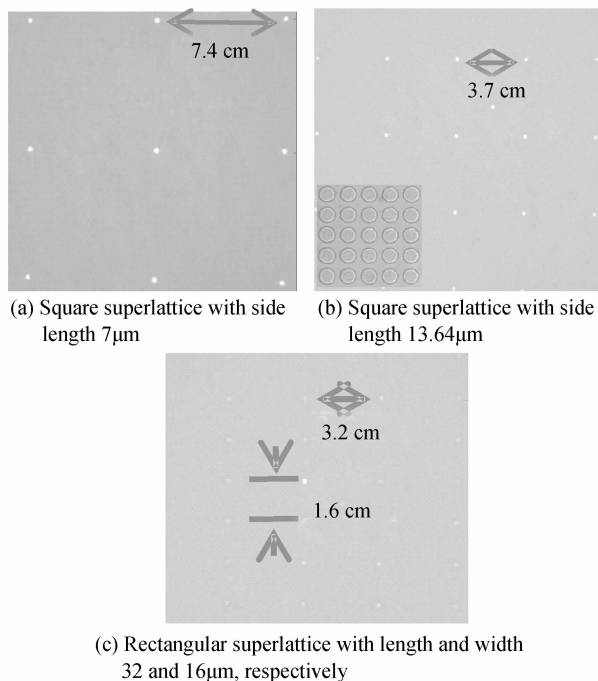 7.4 cm
3.7 cm
(a) Square superlattice with side
length 7μm
(b) Square superlattice with side
length 13.64μm
3.2 cm
1.6 cm
(c) Rectangular superlattice with length and width
32 and 16μm, respectively